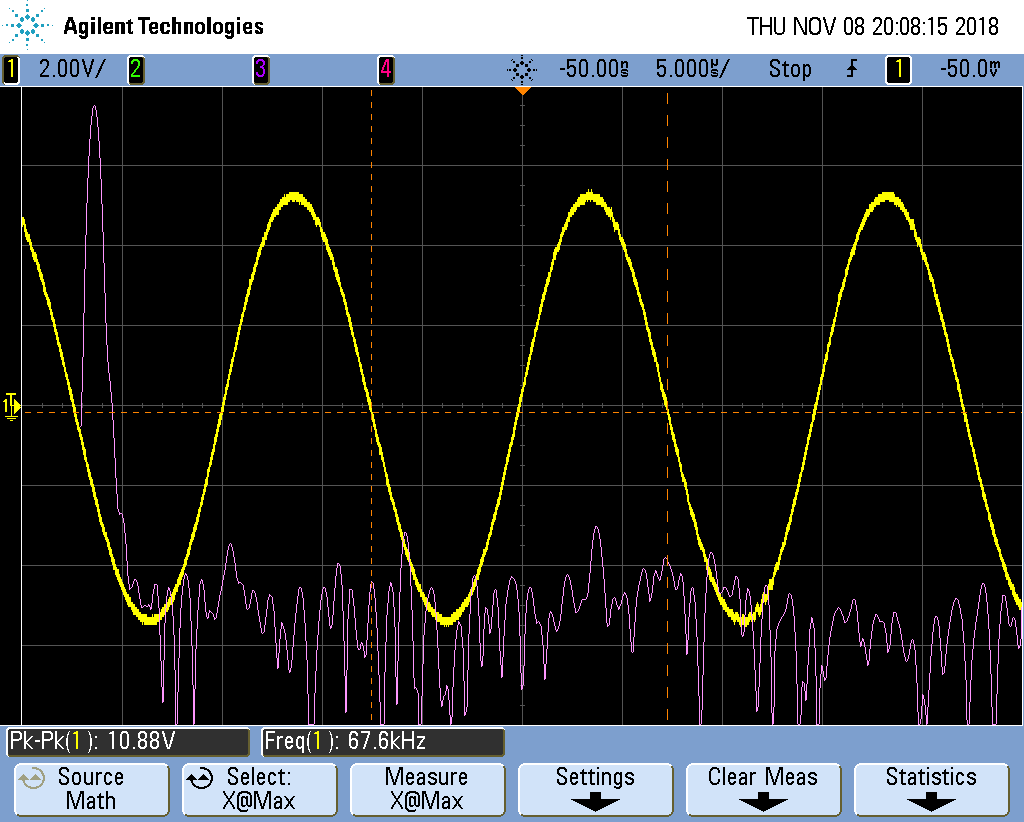 Agilent Technologies
THU NOV 08 20:08:15 2018
1 2.00V/ 2 3 4 -50.00ns 5.000us/ Stop 1 -50.0mV
1
Pk-Pk(1): 10.88V Freq(1): 67.6kHz
Source
Math
Select:
X@Max
Measure
X@Max
Settings
Clear Meas
Statistics